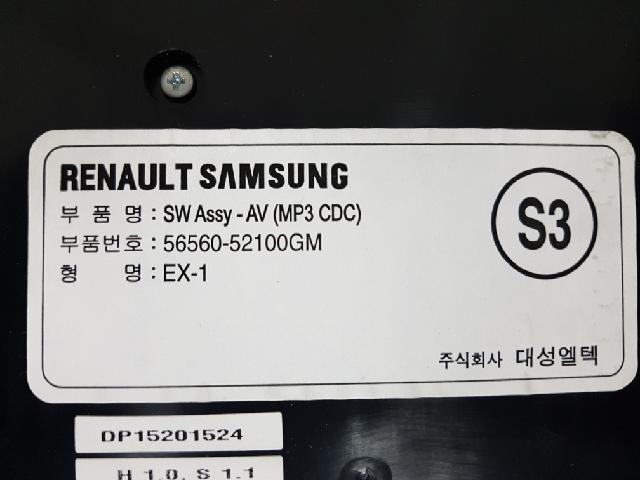 RENAULT SAMSUNG
부 품 명 : SW Assy - AV (MP3 CDC)
부품번호 : 56560-52100GM
형 명 : EX-1
S3
주식회사 대성엘텍
DP15201524
H 1.0, S 1.1